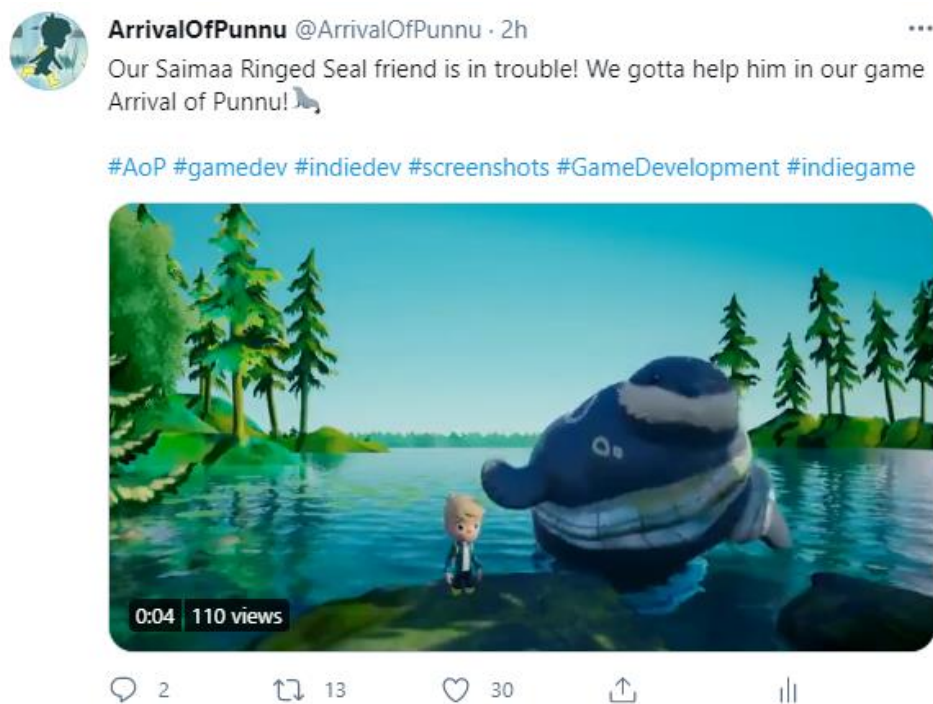 ArrivalOfPunnu @ArrivalOfPunnu · 2h
Our Saimaa Ringed Seal friend is in trouble! We gotta help him in our game
Arrival of Punnu!🦭
#AoP #gamedev #indiedev #screenshots #GameDevelopment #indiegame
0:04 110 views
2 13 30